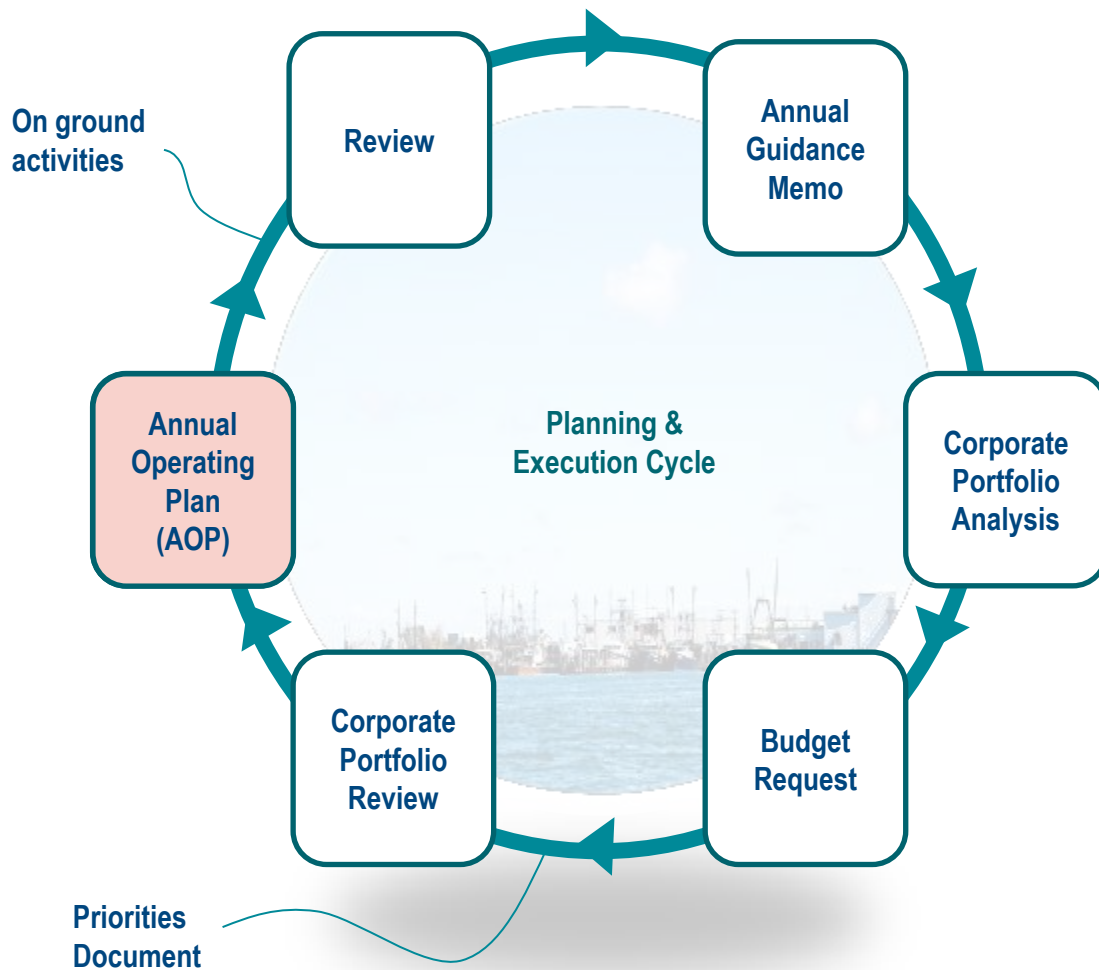 On ground
activities
Review
Annual
Guidance
Memo
Planning &
Execution Cycle
Annual
Operating
Plan
(AOP)
Corporate
Portfolio
Analysis
Corporate
Portfolio
Review
Budget
Request
Priorities
Document